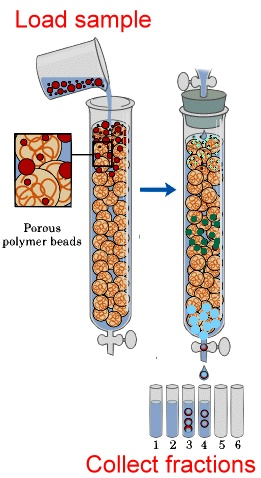 Load sample
Porous
polymer beads
1 2 3 4 5 6
Collect fractions